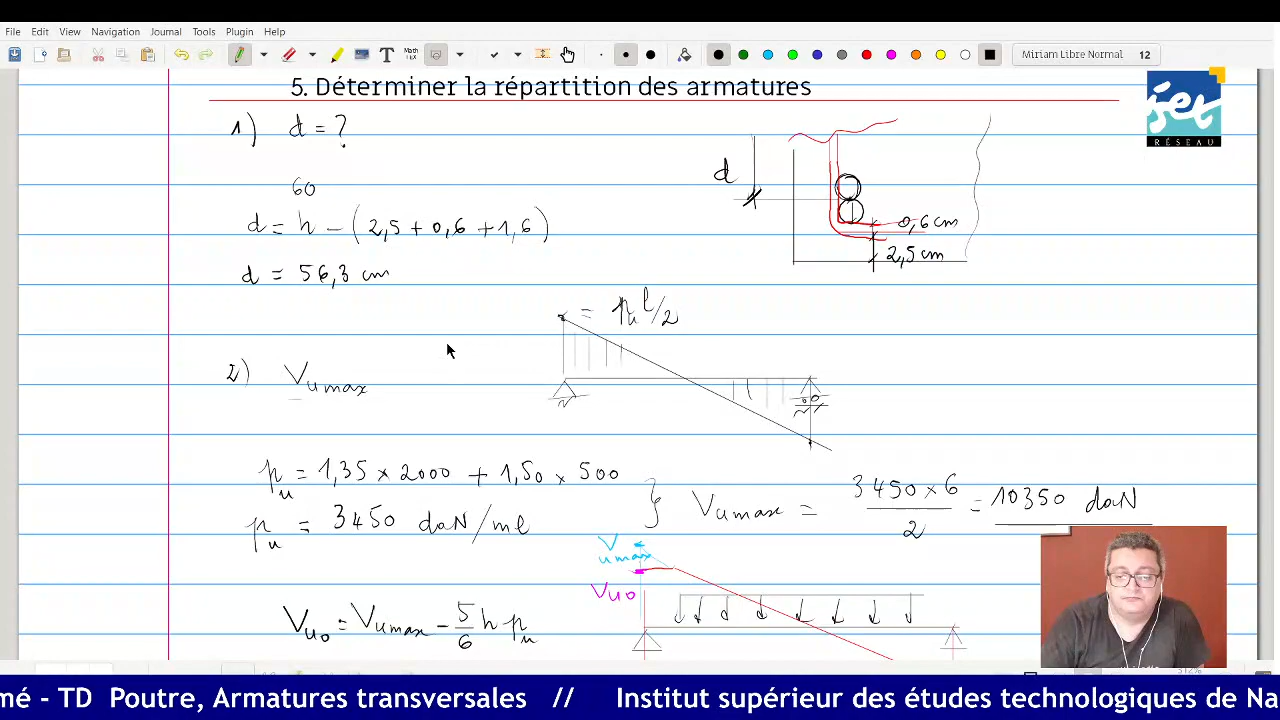 File Edit View Navigation Journal Tools Plugin Help
Miriam Libre Normal 12
5. Déterminer la répartition des armatures
iset
RÉSEAU
1) d = ?
d
60
d = h - (2,5 + 0,6 + 1,6)
0,6 cm
2,5 cm
d = 56,3 cm
= pu l/2
2) Vumax
pu = 1,35 × 2000 + 1,50 × 500
pu = 3450 daN/ml
} Vumax = 3450×6 / 2 = 10350 daN
Vumax
Vu0
Vu0 = Vumax - 5/6 h pu
mé - TD Poutre, Armatures transversales // Institut supérieur des études technologiques de Na